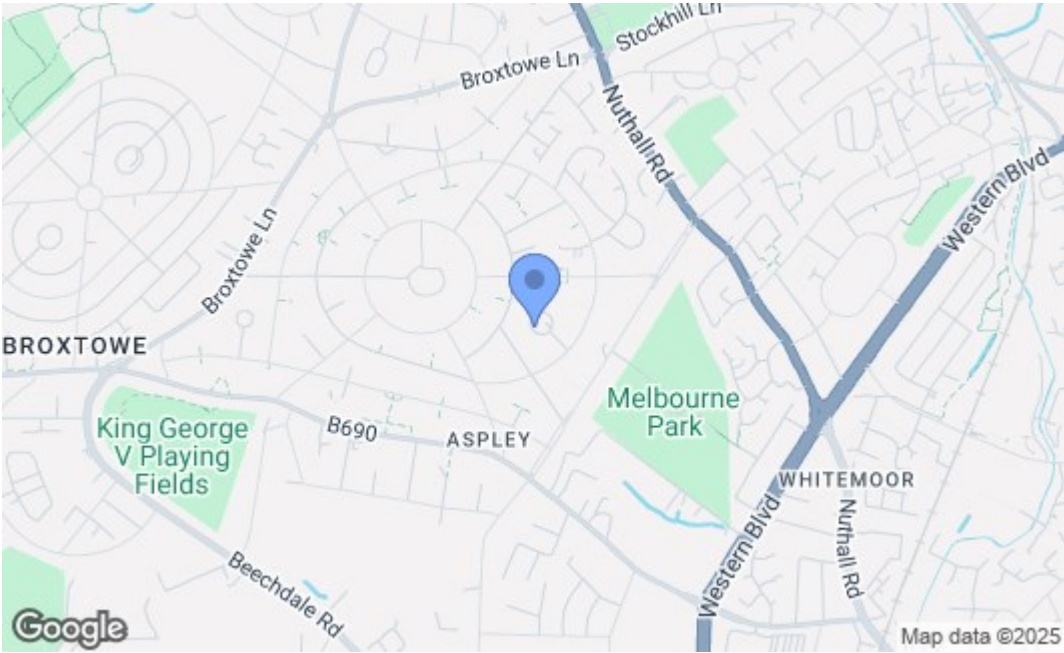 Stockhill Ln
Broxtowe Ln
Nuthall Rd
Western Blvd
Broxtowe Ln
BROXTOWE
Melbourne
Park
King George
V Playing
Fields
B690
ASPLEY
WHITEMOOR
Nuthall Rd
Western Blvd
Beechdale Rd
Google
Map data ©2025